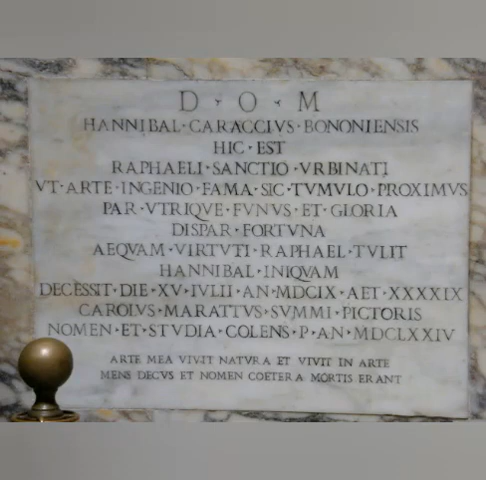 D · O · M
HANNIBAL·CARACCIVS·BONONIENSIS
HIC·EST
RAPHAELI·SANCTIO·VRBINATI
VT·ARTE·INGENIO·FAMA·SIC·TVMVLO·PROXIMVS
PAR·VTRIQVE·FVNVS·ET·GLORIA
DISPAR·FORTVNA
AEQVAM·VIRTVTI·RAPHAEL·TVLIT
HANNIBAL·INIQVAM
DECESSIT·DIE·XV·IVLII·AN·MDCIX·AET·XXXXIX
CAROLVS·MARATTVS·SVMMI·PICTORIS
NOMEN·ET·STVDIA·COLENS·P·AN·MDCLXXIV
ARTE MEA VIVIT NATVRA ET VIVIT IN ARTE
MENS DECVS ET NOMEN COETERA MORTIS ERANT